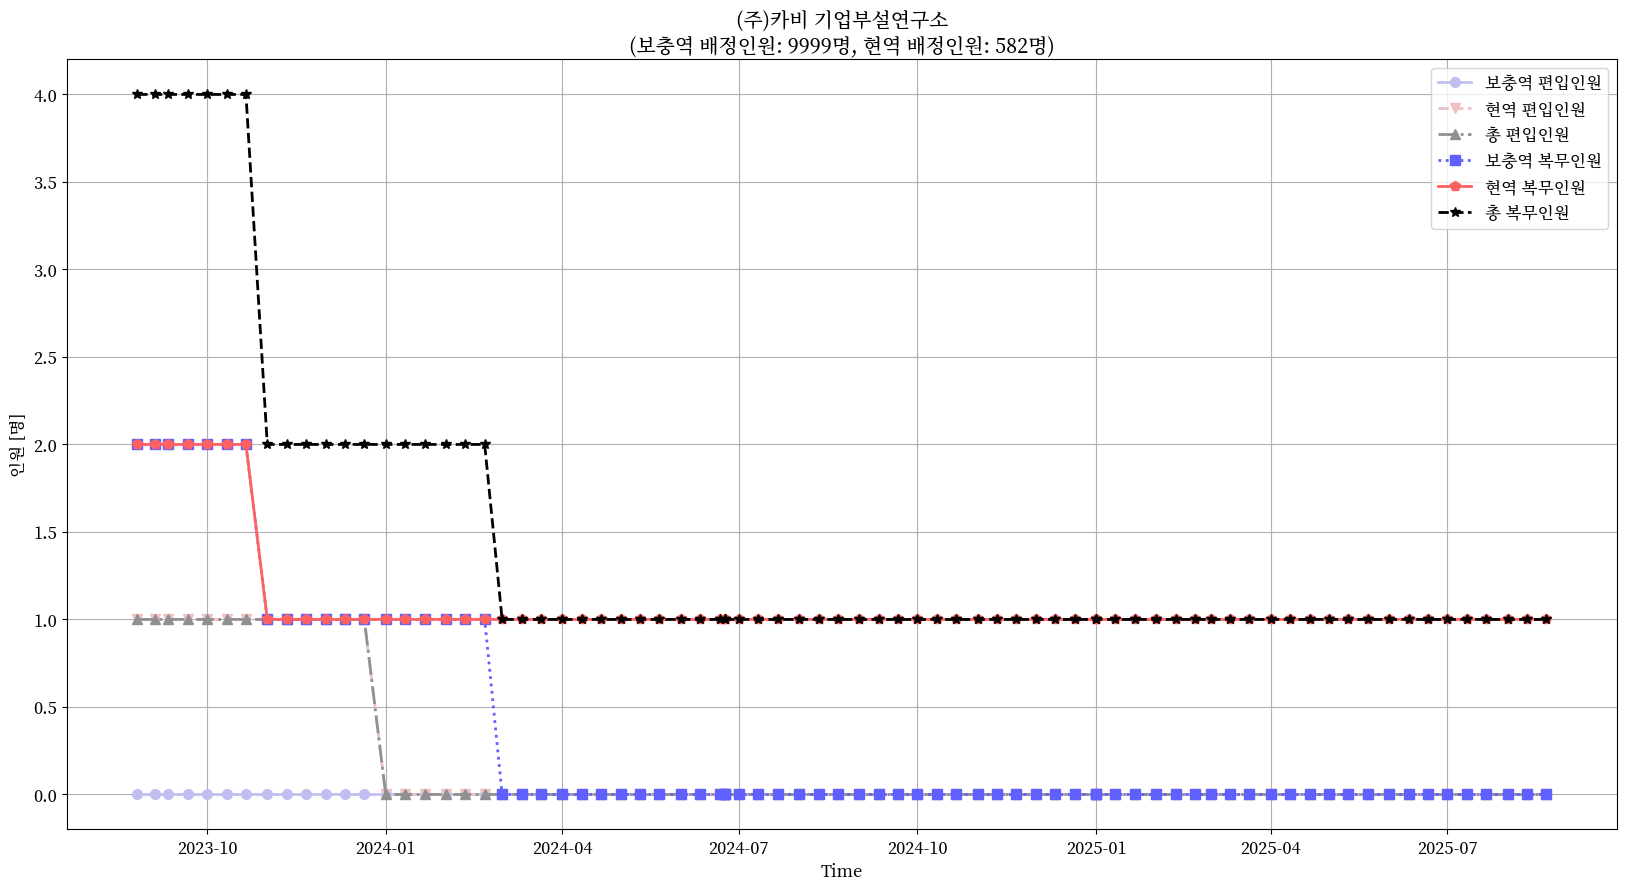 (주)카비 기업부설연구소
(보충역 배정인원: 9999명, 현역 배정인원: 582명)
보충역 편입인원
현역 편입인원
총 편입인원
보충역 복무인원
현역 복무인원
총 복무인원
인원 [명]
4.0
3.5
3.0
2.5
2.0
1.5
1.0
0.5
0.0
2023-10 2024-01 2024-04 2024-07 2024-10 2025-01 2025-04 2025-07
Time